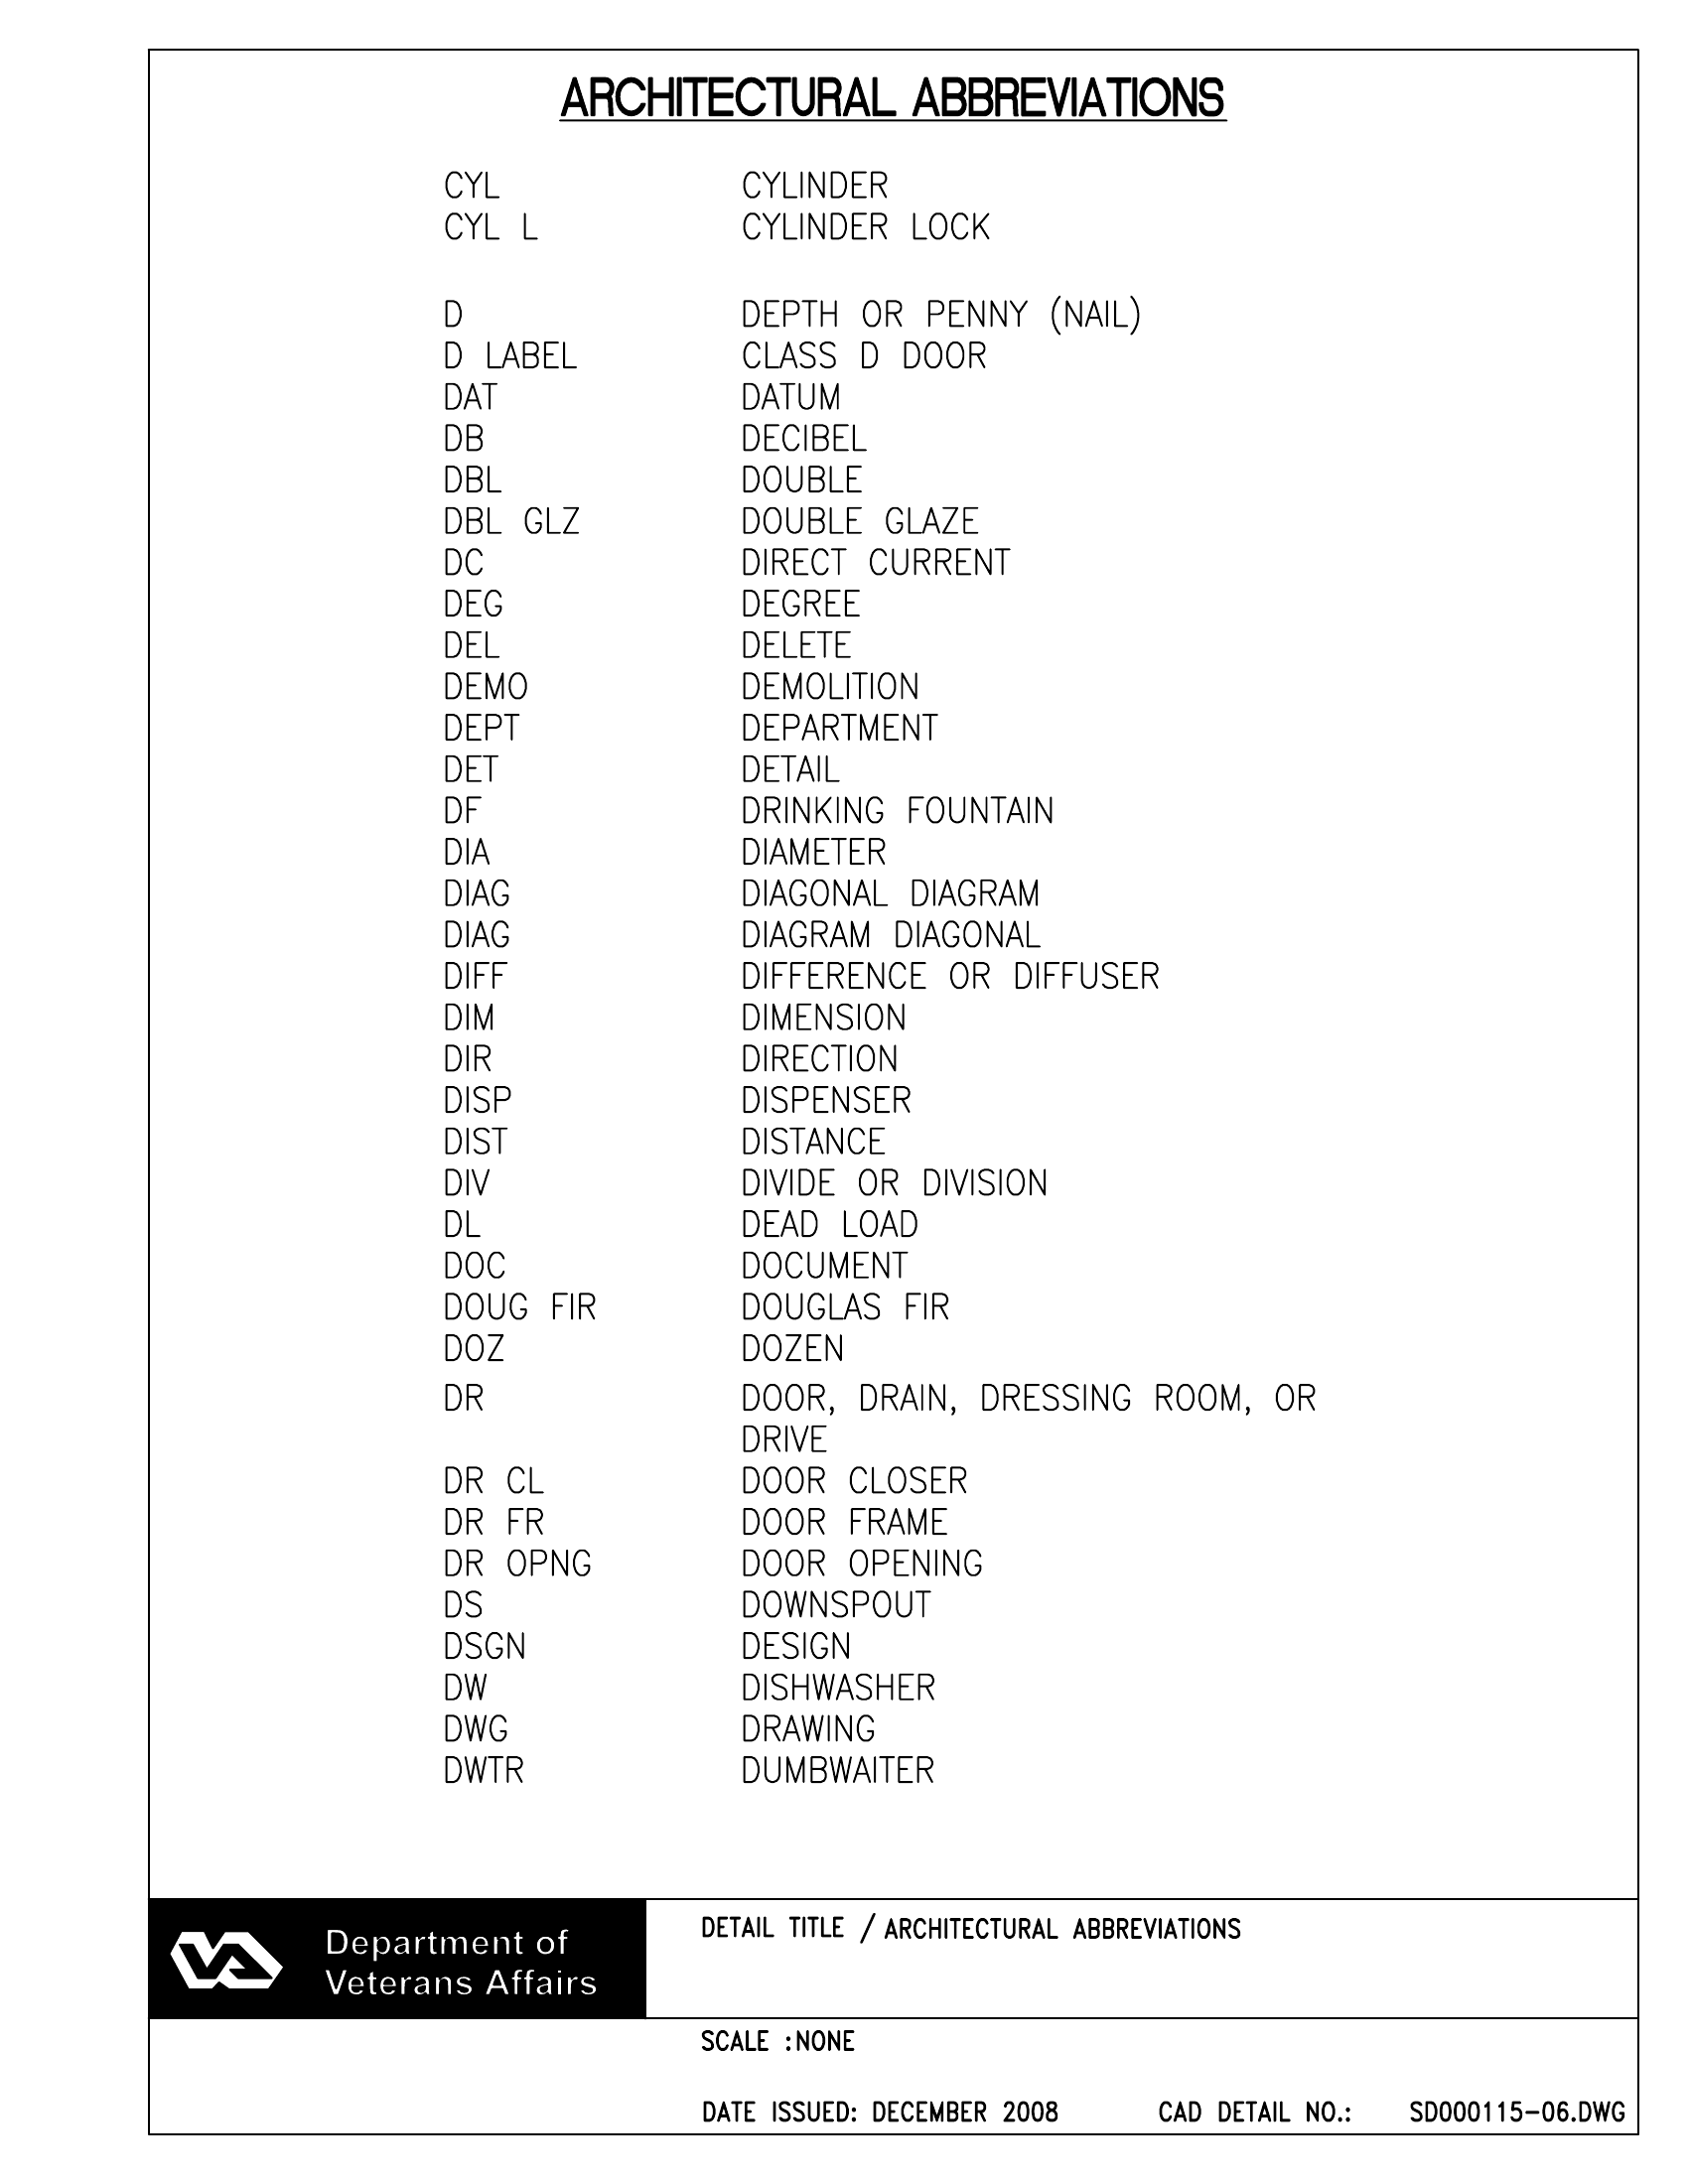 ARCHITECTURAL ABBREVIATIONS
CYL CYLINDER
CYL L CYLINDER LOCK
D DEPTH OR PENNY (NAIL)
D LABEL CLASS D DOOR
DAT DATUM
DB DECIBEL
DBL DOUBLE
DBL GLZ DOUBLE GLAZE
DC DIRECT CURRENT
DEG DEGREE
DEL DELETE
DEMO DEMOLITION
DEPT DEPARTMENT
DET DETAIL
DF DRINKING FOUNTAIN
DIA DIAMETER
DIAG DIAGONAL DIAGRAM
DIAG DIAGRAM DIAGONAL
DIFF DIFFERENCE OR DIFFUSER
DIM DIMENSION
DIR DIRECTION
DISP DISPENSER
DIST DISTANCE
DIV DIVIDE OR DIVISION
DL DEAD LOAD
DOC DOCUMENT
DOUG FIR DOUGLAS FIR
DOZ DOZEN
DR DOOR, DRAIN, DRESSING ROOM, OR
DRIVE
DR CL DOOR CLOSER
DR FR DOOR FRAME
DR OPNG DOOR OPENING
DS DOWNSPOUT
DSGN DESIGN
DW DISHWASHER
DWG DRAWING
DWTR DUMBWAITER
Department of
Veterans Affairs
DETAIL TITLE / ARCHITECTURAL ABBREVIATIONS
SCALE :NONE
DATE ISSUED: DECEMBER 2008 CAD DETAIL NO.: SD000115-06.DWG